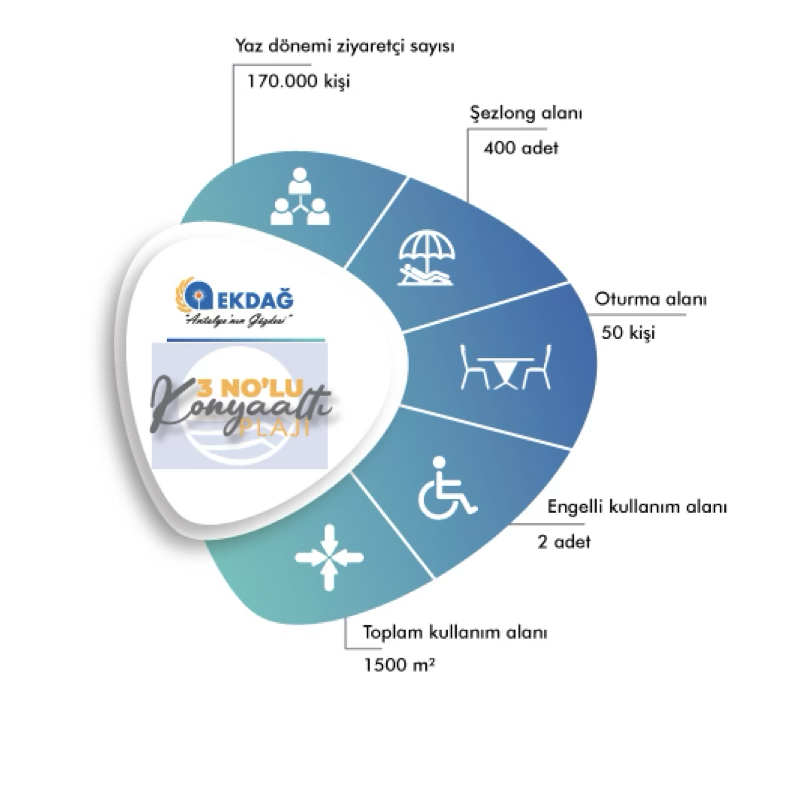 Yaz dönemi ziyaretçi sayısı
170.000 kişi
Şezlong alanı
400 adet
EKDAĞ
"Antalya'nın Gözdesi"
Oturma alanı
50 kişi
3 NO'LU
Konyaaltı
PLAJI
Engelli kullanım alanı
2 adet
Toplam kullanım alanı
1500 m²